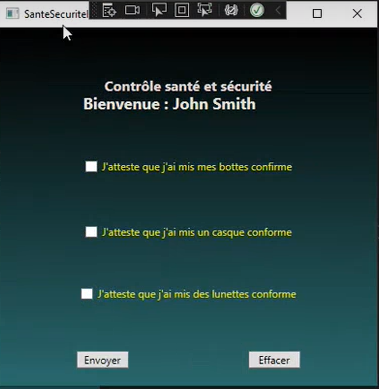 SanteSecuritel
Contrôle santé et sécurité
Bienvenue : John Smith
J'atteste que j'ai mis mes bottes confirme
J'atteste que j'ai mis un casque conforme
J'atteste que j'ai mis des lunettes conforme
Envoyer Effacer